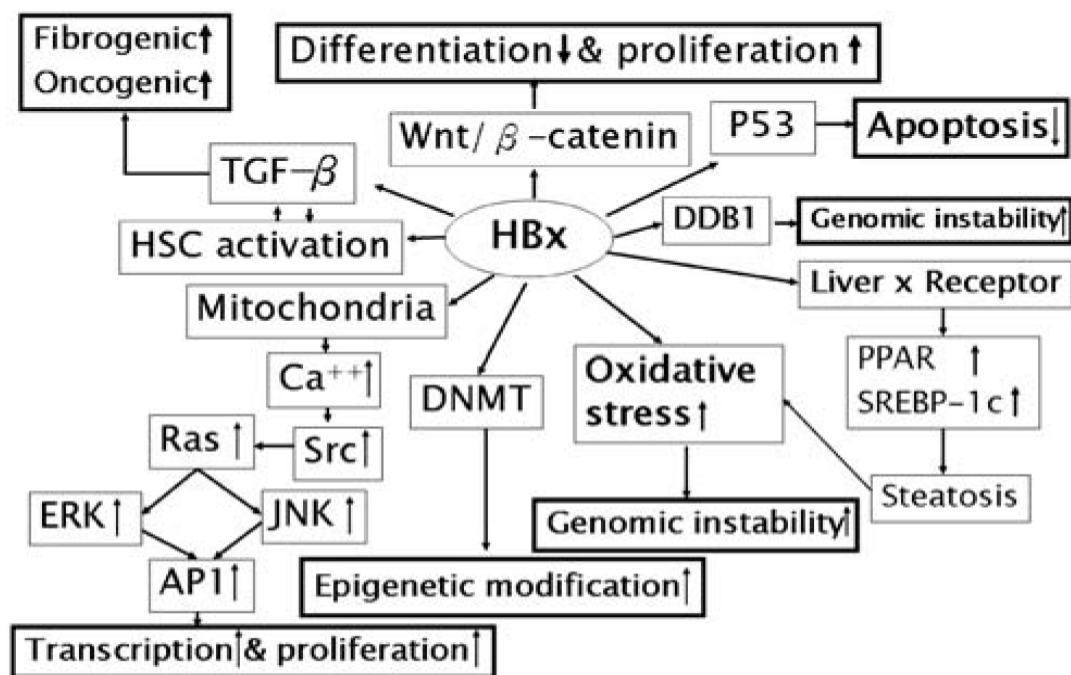 Fibrogenic↑
Oncogenic↑
Differentiation↓ & proliferation ↑
Wnt/ β-catenin
P53
Apoptosis↓
TGF-β
HSC activation
HBx
DDB1
Genomic instability↑
Liver x Receptor
Mitochondria
Ca⁺⁺↑
DNMT
Oxidative
stress↑
PPAR ↑
SREBP-1c↑
Ras ↑
Src↑
Steatosis
ERK↑
JNK ↑
Genomic instability↑
AP1↑
Epigenetic modification↑
Transcription↑& proliferation↑